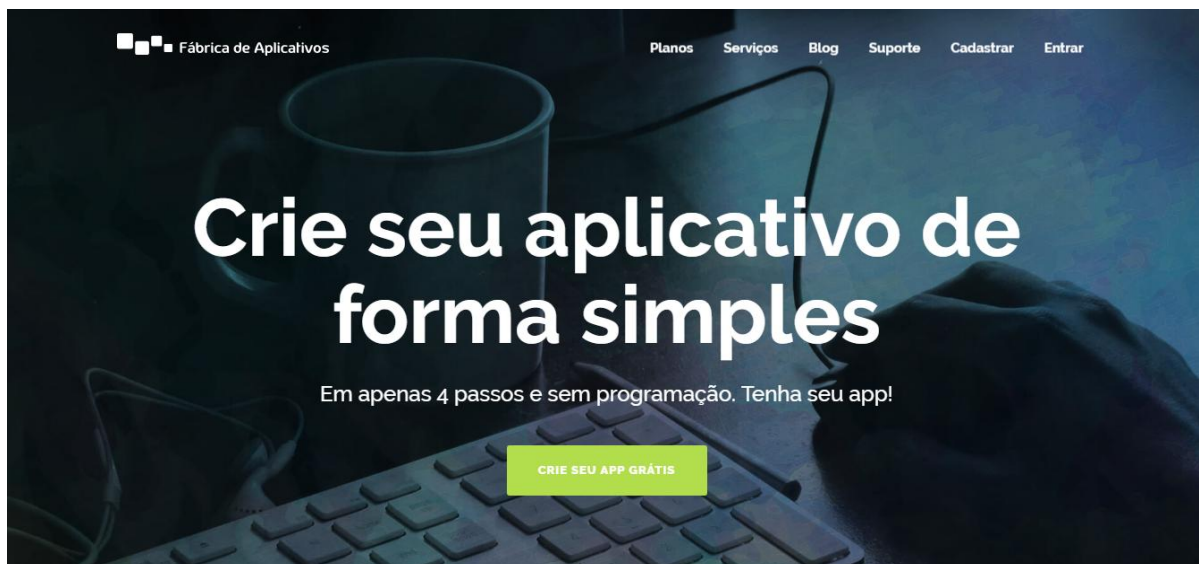 Fábrica de Aplicativos
Planos Serviços Blog Suporte Cadastrar Entrar
Crie seu aplicativo de
forma simples
Em apenas 4 passos e sem programação. Tenha seu app!
CRIE SEU APP GRÁTIS